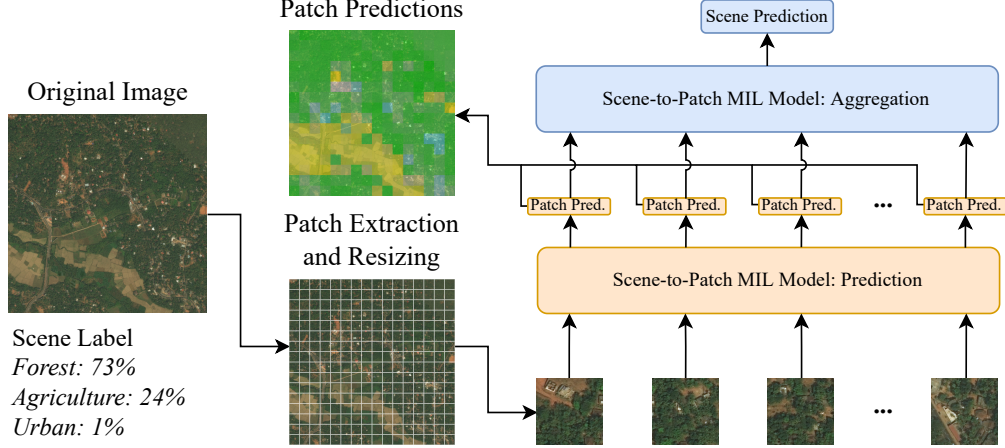 Patch Predictions
Scene Prediction
Original Image
Scene-to-Patch MIL Model: Aggregation
Patch Pred.
Patch Pred.
Patch Pred.
...
Patch Pred.
Patch Extraction
and Resizing
Scene-to-Patch MIL Model: Prediction
Scene Label
Forest: 73%
Agriculture: 24%
Urban: 1%
...